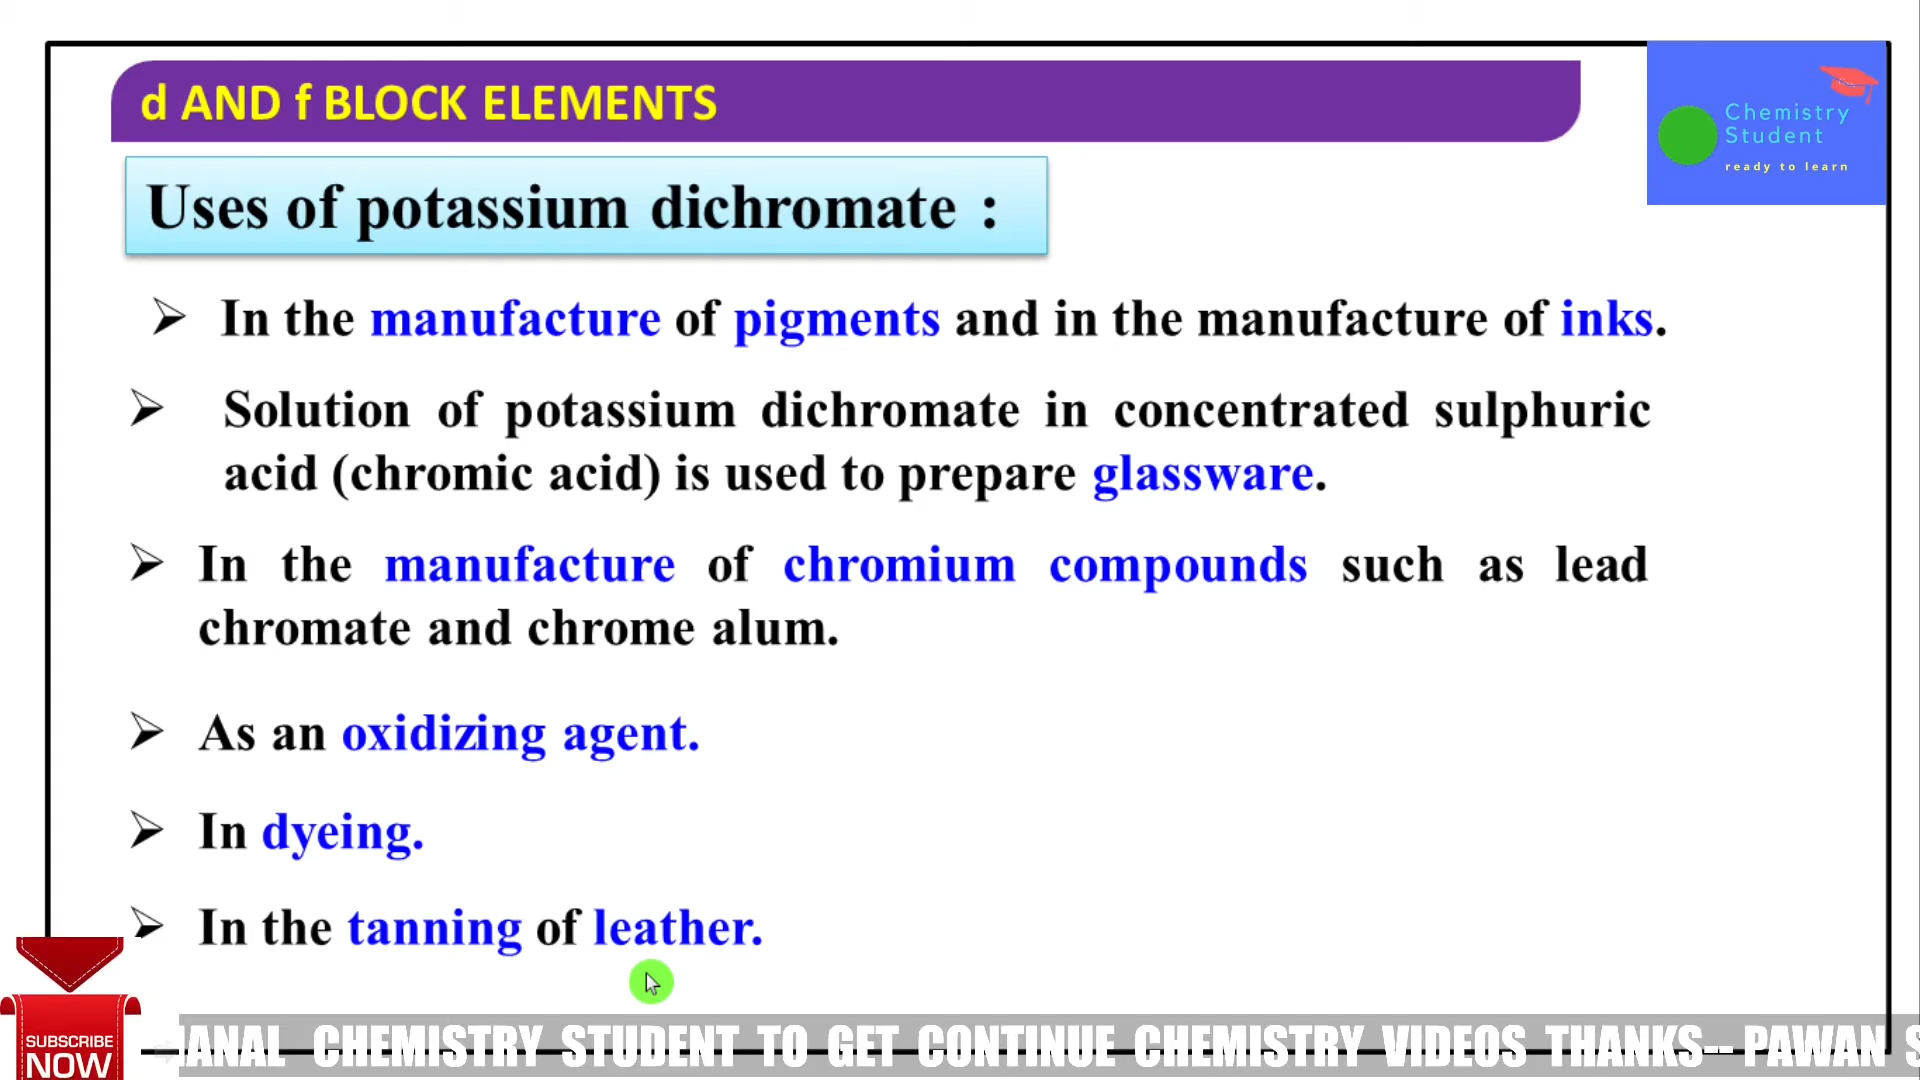 d AND f BLOCK ELEMENTS
Chemistry
Student
ready to learn
Uses of potassium dichromate :
➢ In the manufacture of pigments and in the manufacture of inks.
➢ Solution of potassium dichromate in concentrated sulphuric
acid (chromic acid) is used to prepare glassware.
➢ In the manufacture of chromium compounds such as lead
chromate and chrome alum.
➢ As an oxidizing agent.
➢ In dyeing.
➢ In the tanning of leather.
SUBSCRIBE
NOW
ANAL CHEMISTRY STUDENT TO GET CONTINUE CHEMISTRY VIDEOS THANKS-- PAWAN S